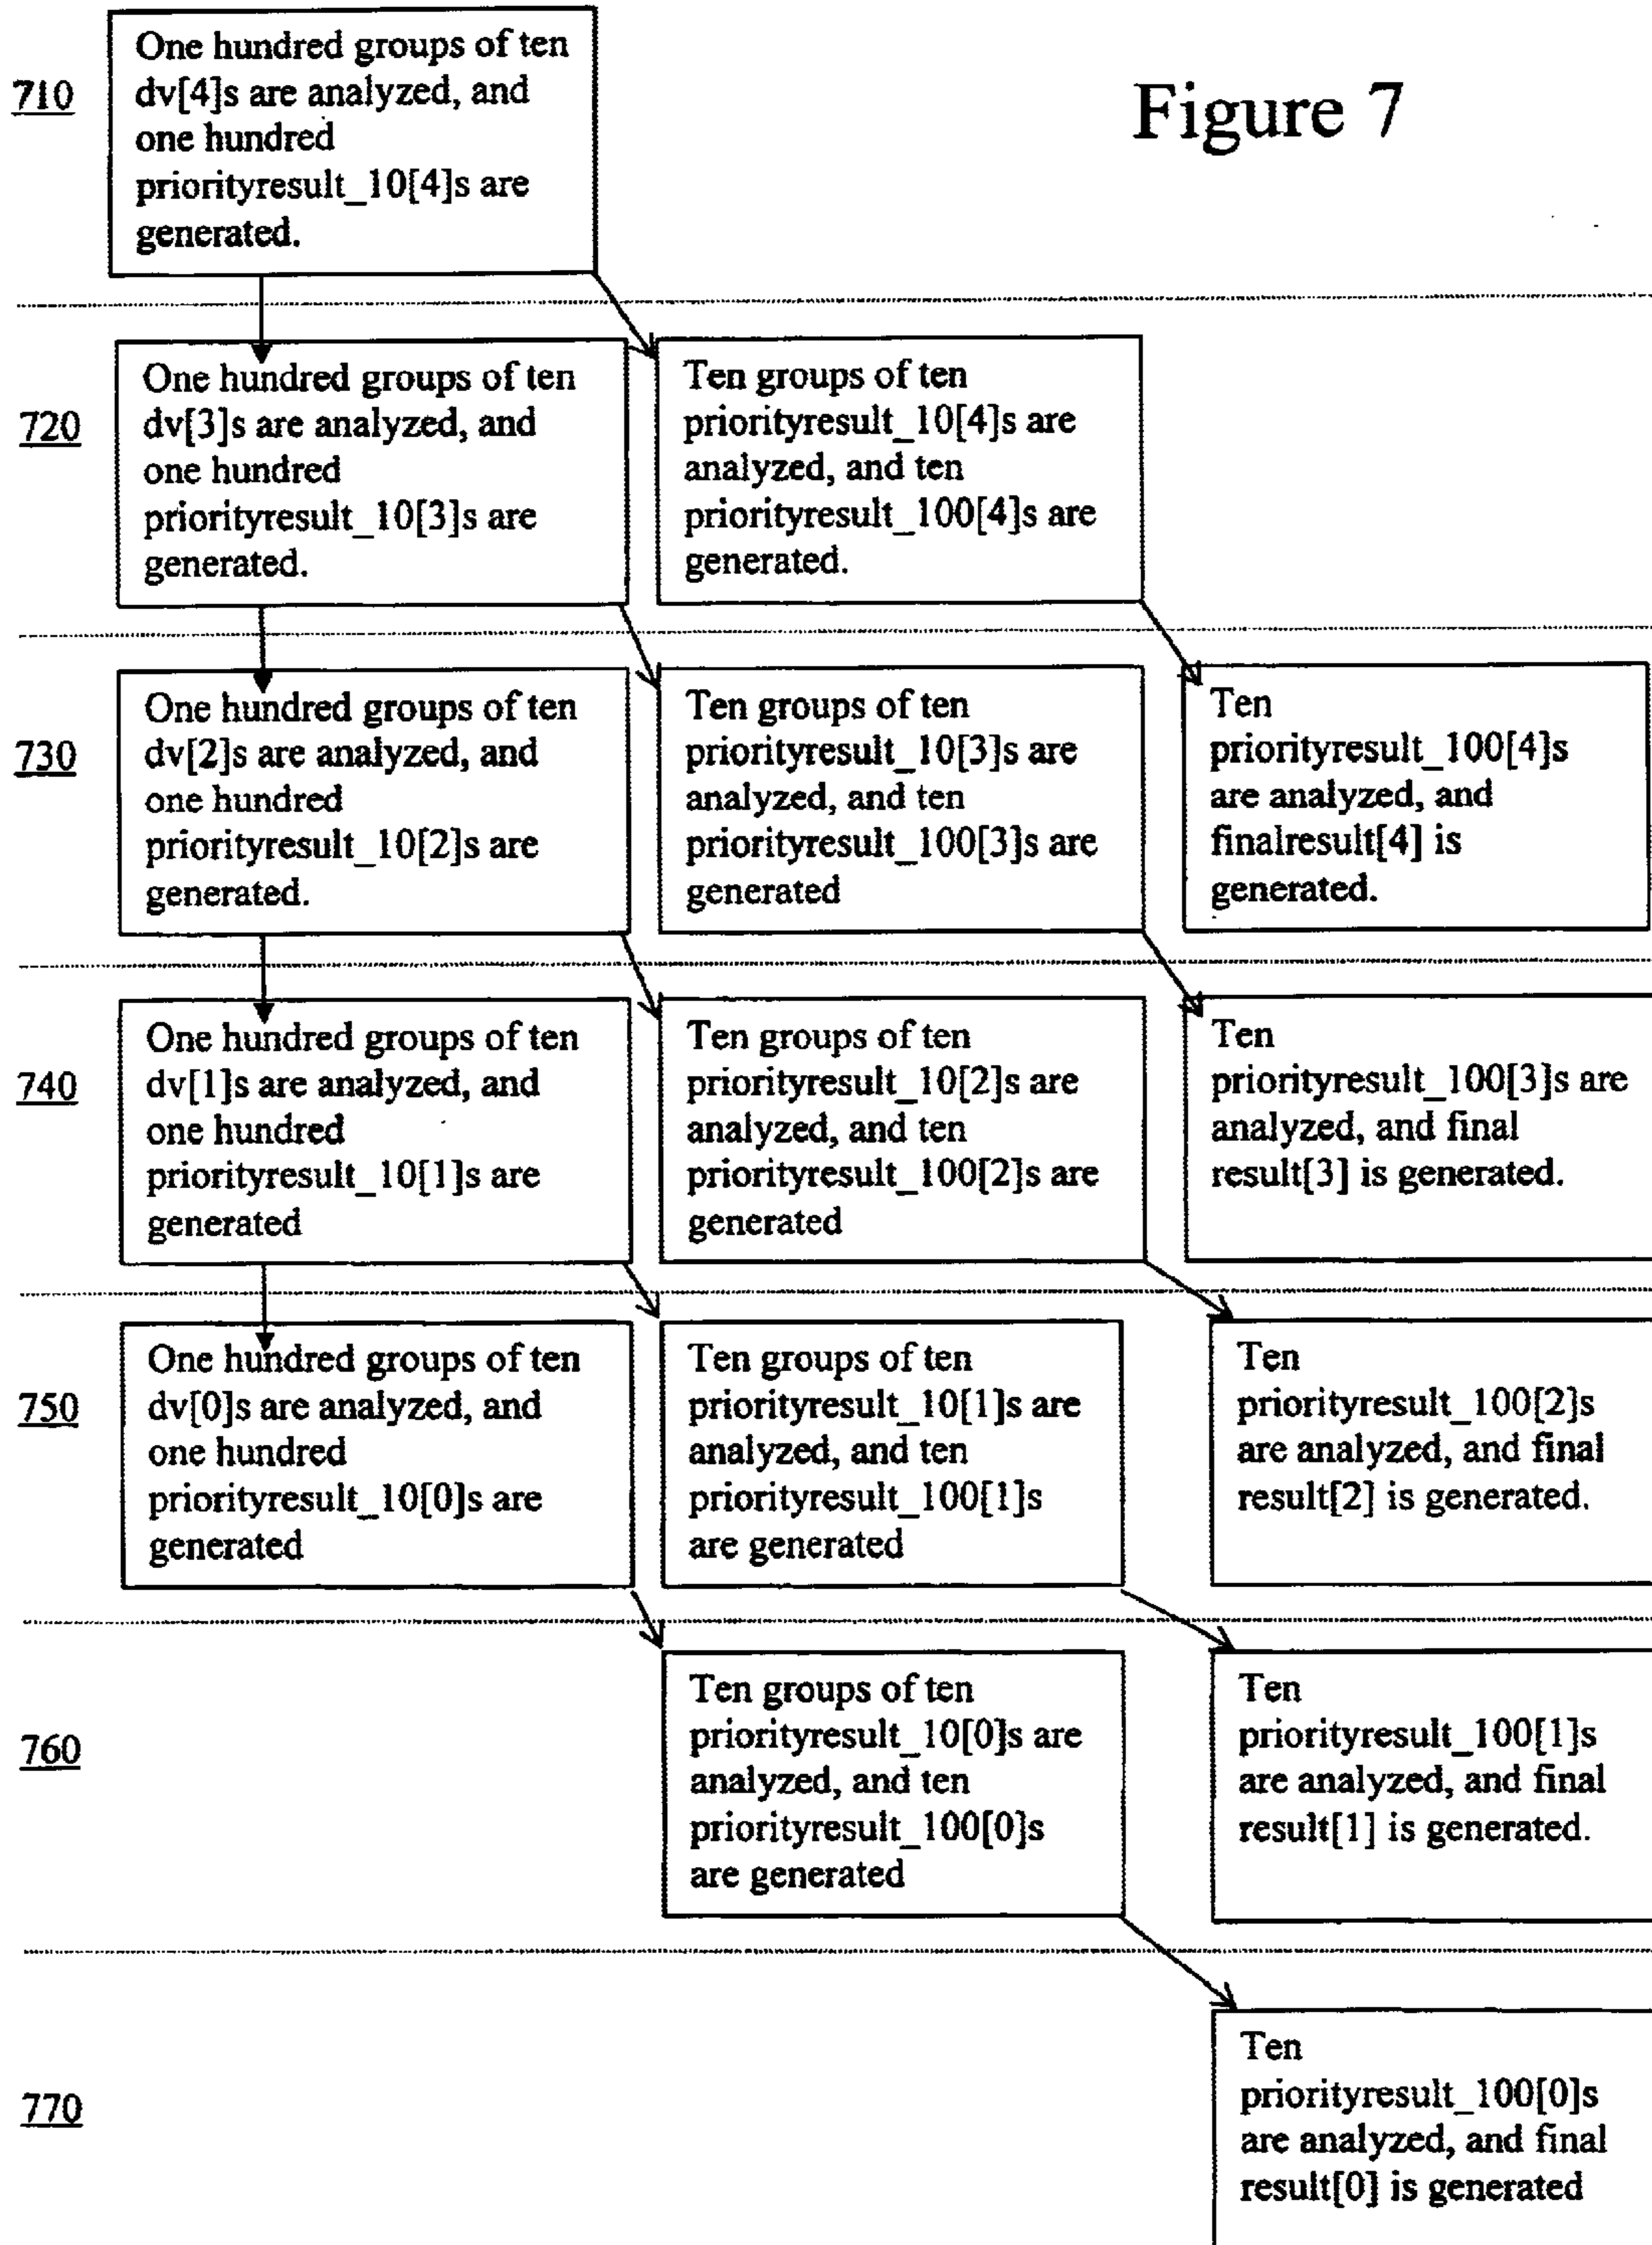 Figure 7
710
One hundred groups of ten
dv[4]s are analyzed, and
one hundred
priorityresult_10[4]s are
generated.
720
One hundred groups of ten
dv[3]s are analyzed, and
one hundred
priorityresult_10[3]s are
generated.
Ten groups of ten
priorityresult_10[4]s are
analyzed, and ten
priorityresult_100[4]s are
generated.
730
One hundred groups of ten
dv[2]s are analyzed, and
one hundred
priorityresult_10[2]s are
generated.
Ten groups of ten
priorityresult_10[3]s are
analyzed, and ten
priorityresult_100[3]s are
generated
Ten
priorityresult_100[4]s
are analyzed, and
finalresult[4] is
generated.
740
One hundred groups of ten
dv[1]s are analyzed, and
one hundred
priorityresult_10[1]s are
generated
Ten groups of ten
priorityresult_10[2]s are
analyzed, and ten
priorityresult_100[2]s are
generated
Ten
priorityresult_100[3]s are
analyzed, and final
result[3] is generated.
750
One hundred groups of ten
dv[0]s are analyzed, and
one hundred
priorityresult_10[0]s are
generated
Ten groups of ten
priorityresult_10[1]s are
analyzed, and ten
priorityresult_100[1]s
are generated
Ten
priorityresult_100[2]s
are analyzed, and final
result[2] is generated.
760
Ten groups of ten
priorityresult_10[0]s are
analyzed, and ten
priorityresult_100[0]s
are generated
Ten
priorityresult_100[1]s
are analyzed, and final
result[1] is generated.
770
Ten
priorityresult_100[0]s
are analyzed, and final
result[0] is generated